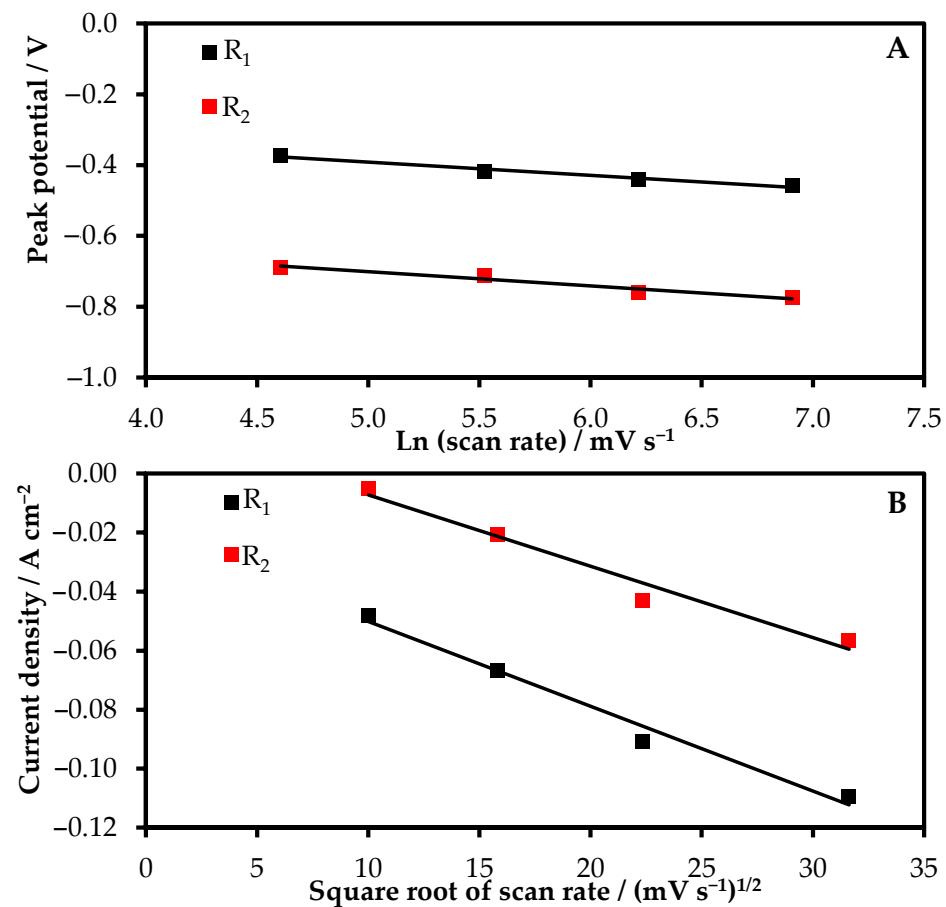 A
R₁
R₂
Peak potential / V
0.0
−0.2
−0.4
−0.6
−0.8
−1.0
4.0 4.5 5.0 5.5 6.0 6.5 7.0 7.5
Ln (scan rate) / mV s⁻¹
B
R₁
R₂
Current density / A cm⁻²
0.00
−0.02
−0.04
−0.06
−0.08
−0.10
−0.12
0 5 10 15 20 25 30 35
Square root of scan rate / (mV s⁻¹)¹/²